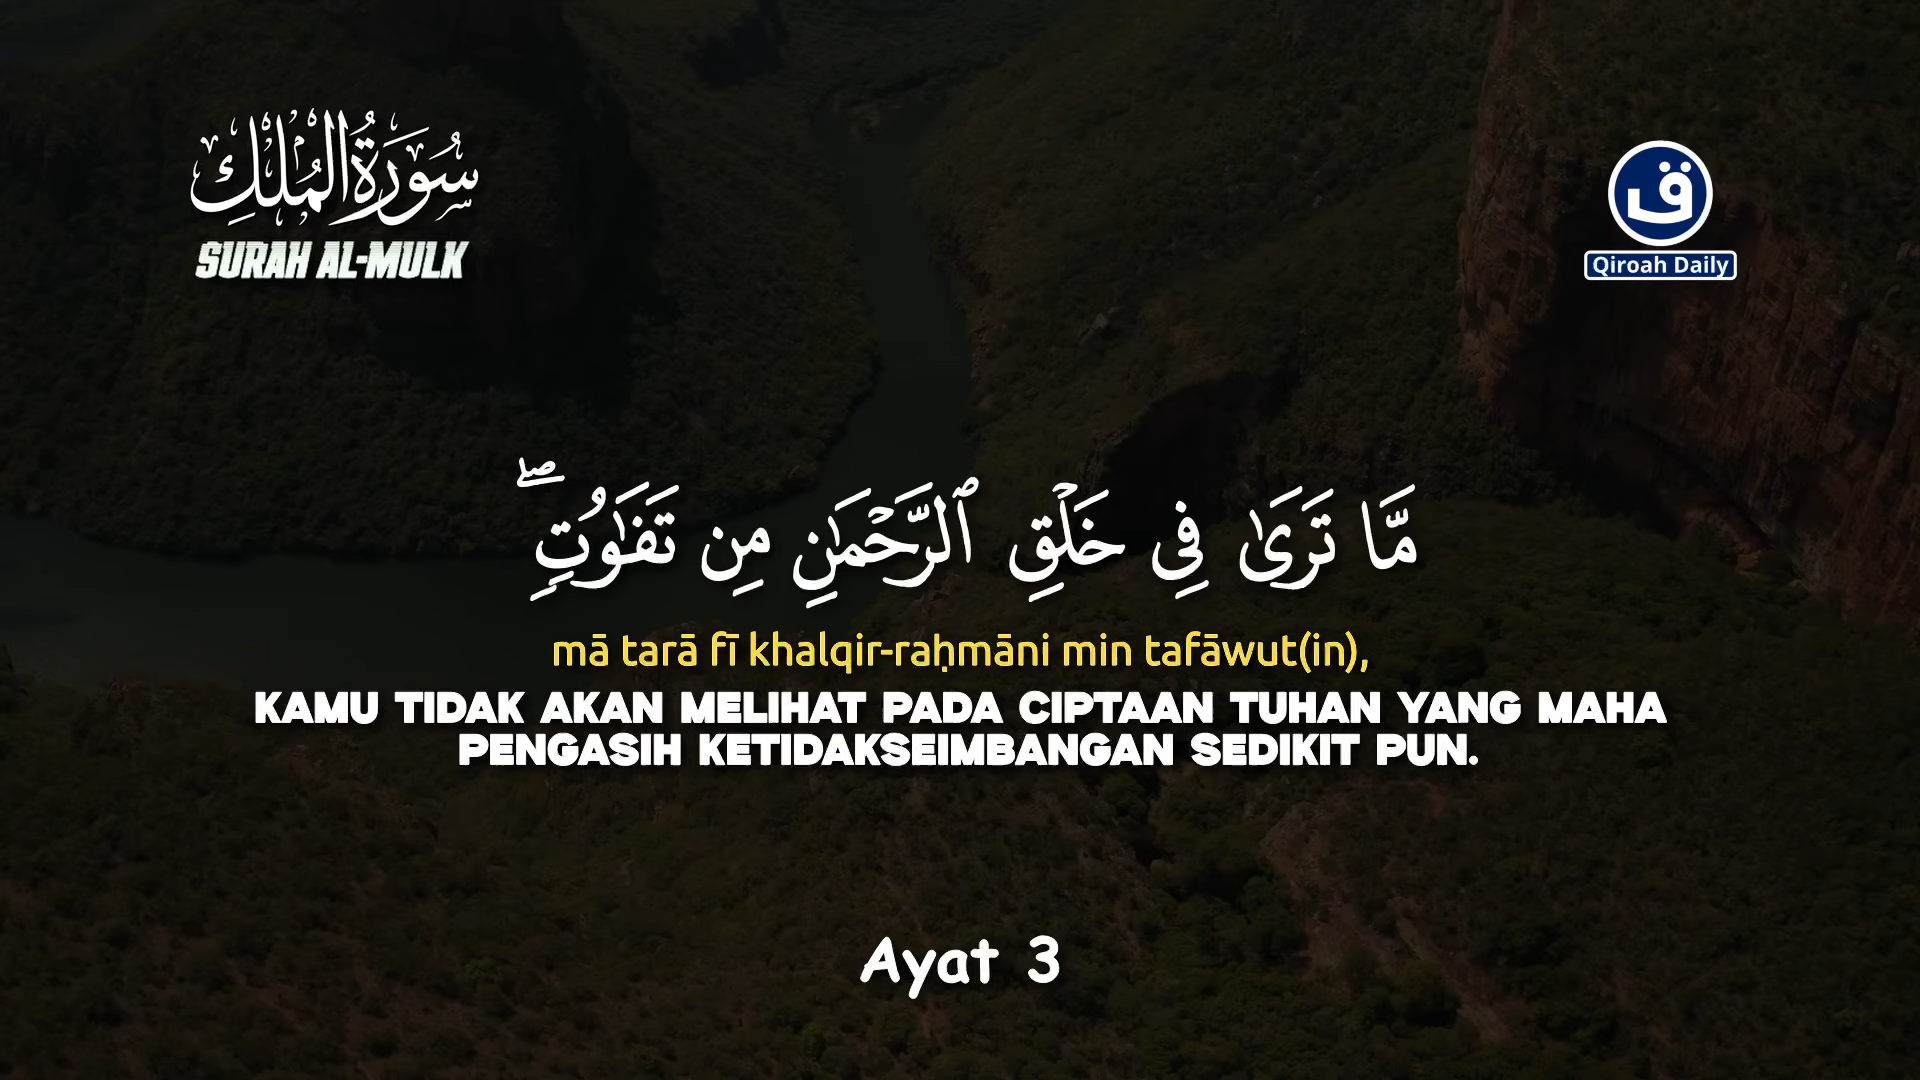 سُورَةُ الْمُلْكِ
SURAH AL-MULK
ق
Qiroah Daily
مَّا تَرَىٰ فِى خَلْقِ ٱلرَّحْمَـٰنِ مِن تَفَـٰوُتٍ ۖ
mā tarā fī khalqir-raḥmāni min tafāwut(in),
KAMU TIDAK AKAN MELIHAT PADA CIPTAAN TUHAN YANG MAHA
PENGASIH KETIDAKSEIMBANGAN SEDIKIT PUN.
Ayat 3